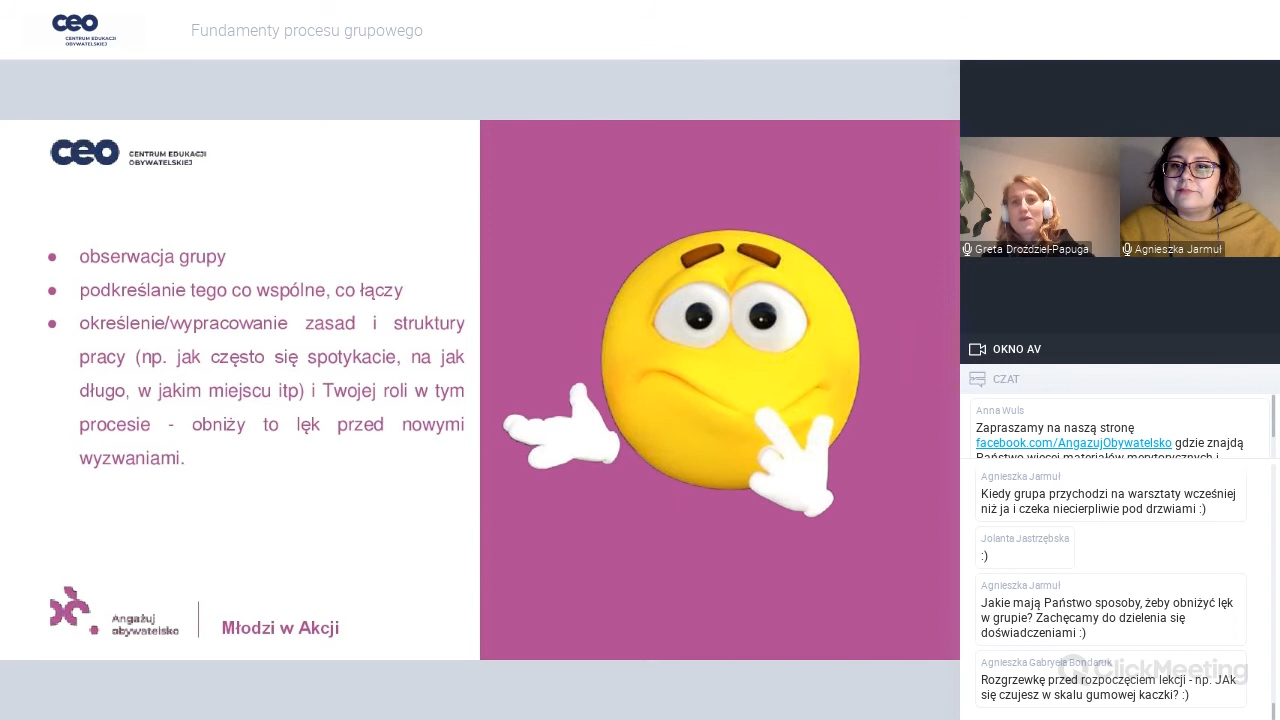 ceo
CENTRUM EDUKACJI
OBYWATELSKIEJ
Fundamenty procesu grupowego
ceo
CENTRUM EDUKACJI
OBYWATELSKIEJ
● obserwacja grupy
● podkreślanie tego co wspólne, co łączy
● określenie/wypracowanie zasad i struktury
pracy (np. jak często się spotykacie, na jak
długo, w jakim miejscu itp) i Twojej roli w tym
procesie - obniży to lęk przed nowymi
wyzwaniami.
Angażuj
obywatelsko
Młodzi w Akcji
Greta Drożdziel-Papuga
Agnieszka Jarmuł
OKNO AV
CZAT
Anna Wuls
Zapraszamy na naszą stronę
facebook.com/AngazujObywatelsko gdzie znajdą
Państwo więcej materiałów merytorycznych i
Agnieszka Jarmuł
Kiedy grupa przychodzi na warsztaty wcześniej
niż ja i czeka niecierpliwie pod drzwiami :)
Jolanta Jastrzębska
:)
Agnieszka Jarmuł
Jakie mają Państwo sposoby, żeby obniżyć lęk
w grupie? Zachęcamy do dzielenia się
doświadczeniami :)
Agnieszka Gabryela Bondaruk
Rozgrzewkę przed rozpoczęciem lekcji - np. JAk
się czujesz w skalu gumowej kaczki? :)
ClickMeeting